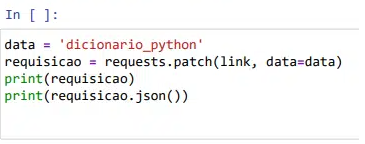 In [ ]:
data = 'dicionario_python'
requisicao = requests.patch(link, data=data)
print(requisicao)
print(requisicao.json())